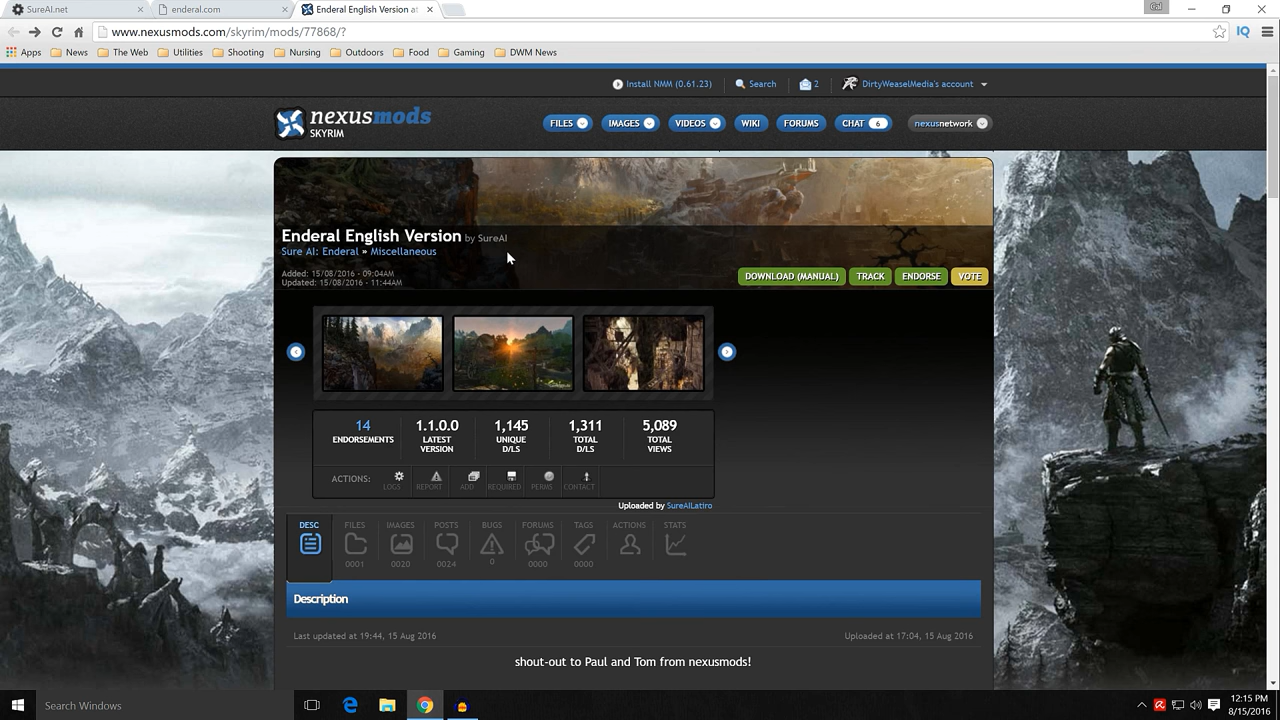 SureAI.net
enderal.com
Enderal English Version at
Cal
www.nexusmods.com/skyrim/mods/77868/?
IQ
Apps News The Web Utilities Shooting Nursing Outdoors Food Gaming DWM News
Install NMM (0.61.23) Search 2 DirtyWeaselMedia's account
nexusmods
SKYRIM
FILES IMAGES VIDEOS WIKI FORUMS CHAT 6 nexusnetwork
Enderal English Version by SureAI
Sure AI: Enderal » Miscellaneous
Added: 15/08/2016 - 09:04AM
Updated: 15/08/2016 - 11:44AM
DOWNLOAD (MANUAL) TRACK ENDORSE VOTE
14 1.1.0.0 1,145 1,311 5,089
ENDORSEMENTS LATEST UNIQUE TOTAL TOTAL
VERSION D/LS D/LS VIEWS
ACTIONS: LOGS REPORT ADD REQUIRED PERMS CONTACT
Uploaded by SureAILatiro
DESC FILES IMAGES POSTS BUGS FORUMS TAGS ACTIONS STATS
0001 0020 0024 0 0000 0000
Description
Last updated at 19:44, 15 Aug 2016 Uploaded at 17:04, 15 Aug 2016
shout-out to Paul and Tom from nexusmods!
Search Windows
12:15 PM
8/15/2016